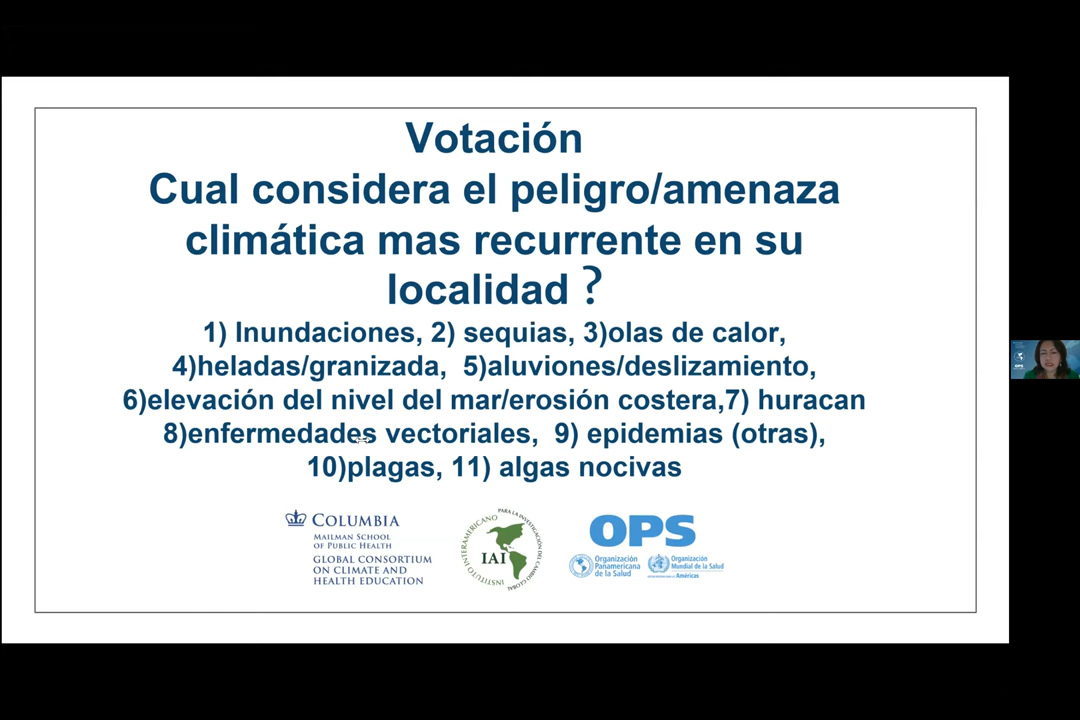 Votación
Cual considera el peligro/amenaza
climática mas recurrente en su
localidad ?
1) Inundaciones, 2) sequias, 3)olas de calor,
4)heladas/granizada, 5)aluviones/deslizamiento,
6)elevación del nivel del mar/erosión costera,7) huracan
8)enfermedades vectoriales, 9) epidemias (otras),
10)plagas, 11) algas nocivas
COLUMBIA
MAILMAN SCHOOL
OF PUBLIC HEALTH
GLOBAL CONSORTIUM
ON CLIMATE AND
HEALTH EDUCATION
INSTITUTO INTERAMERICANO
PARA LA INVESTIGACIÓN DEL CAMBIO GLOBAL
IAI
OPS
Organización
Panamericana
de la Salud
Organización
Mundial de la Salud
Américas
OPS